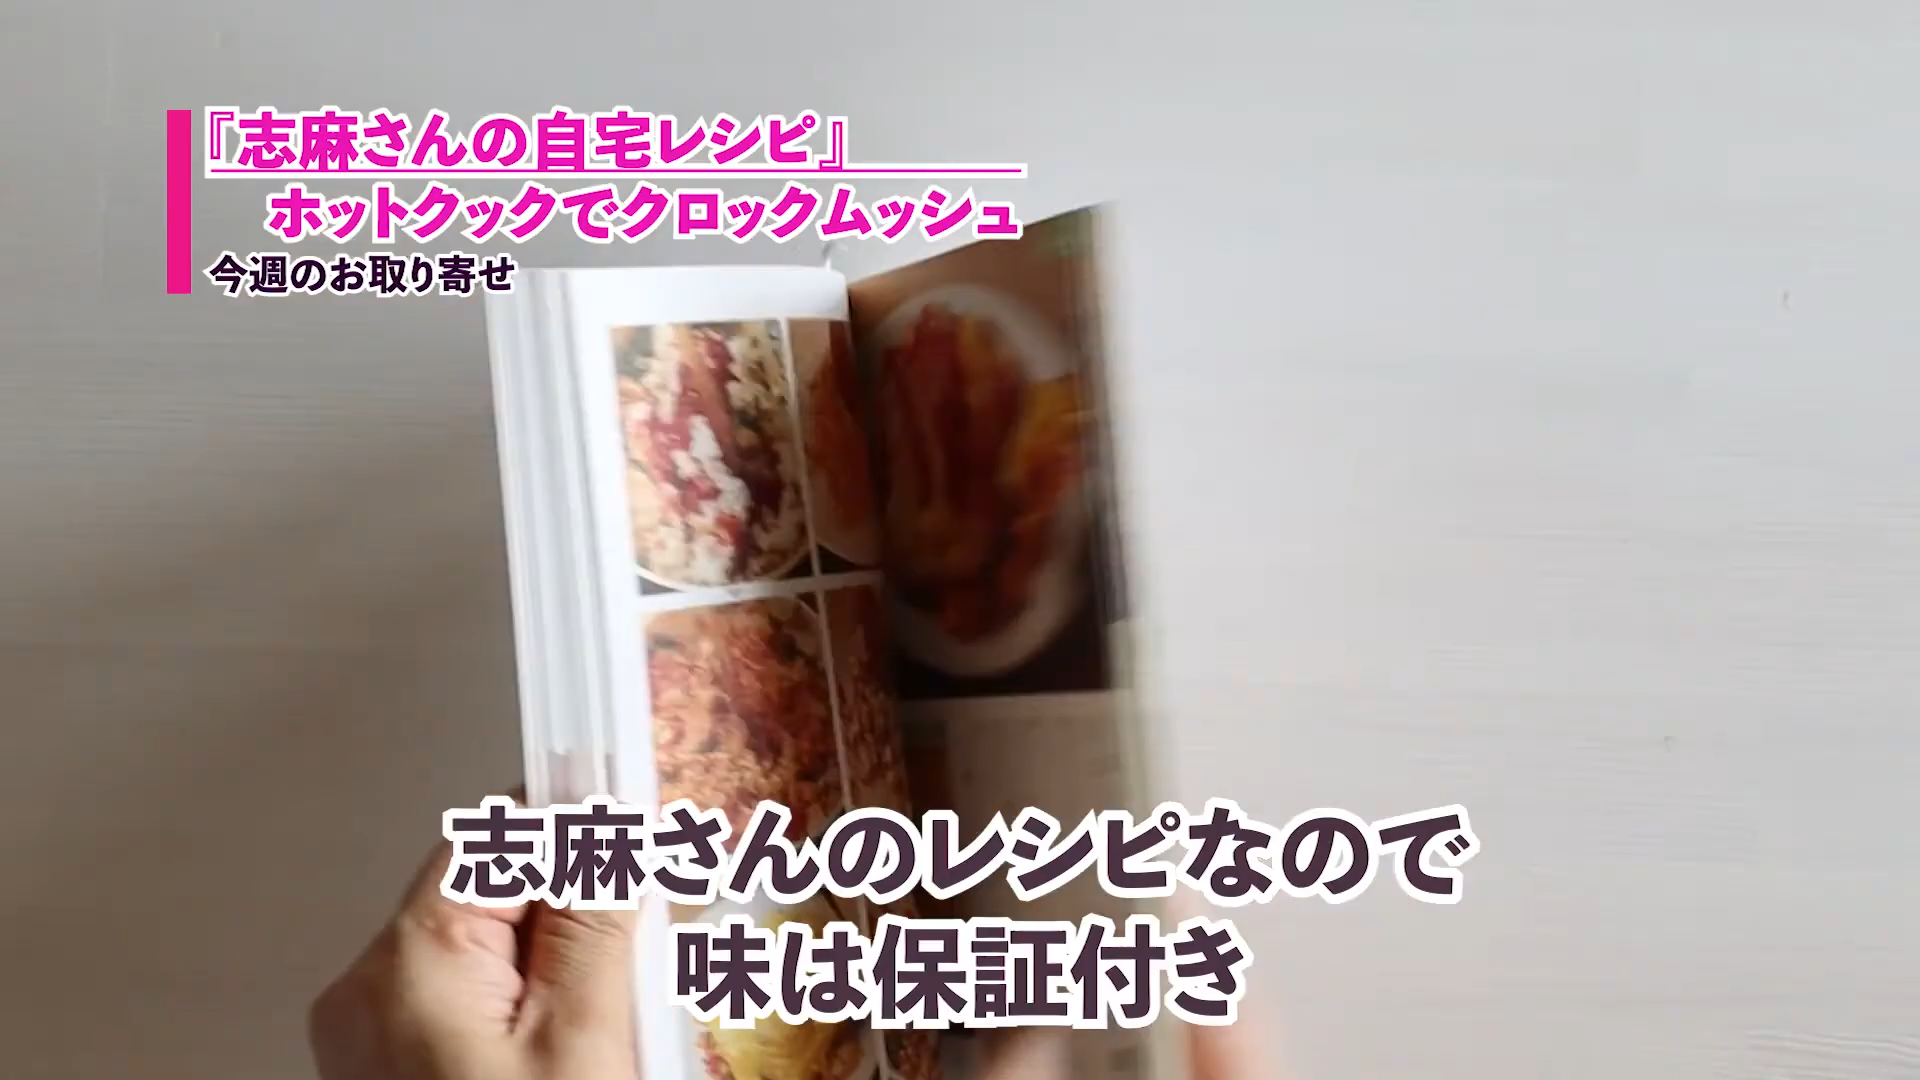 『志麻さんの自宅レシピ』
ホットクックでクロックムッシュ
今週のお取り寄せ
志麻さんのレシピなので
味は保証付き